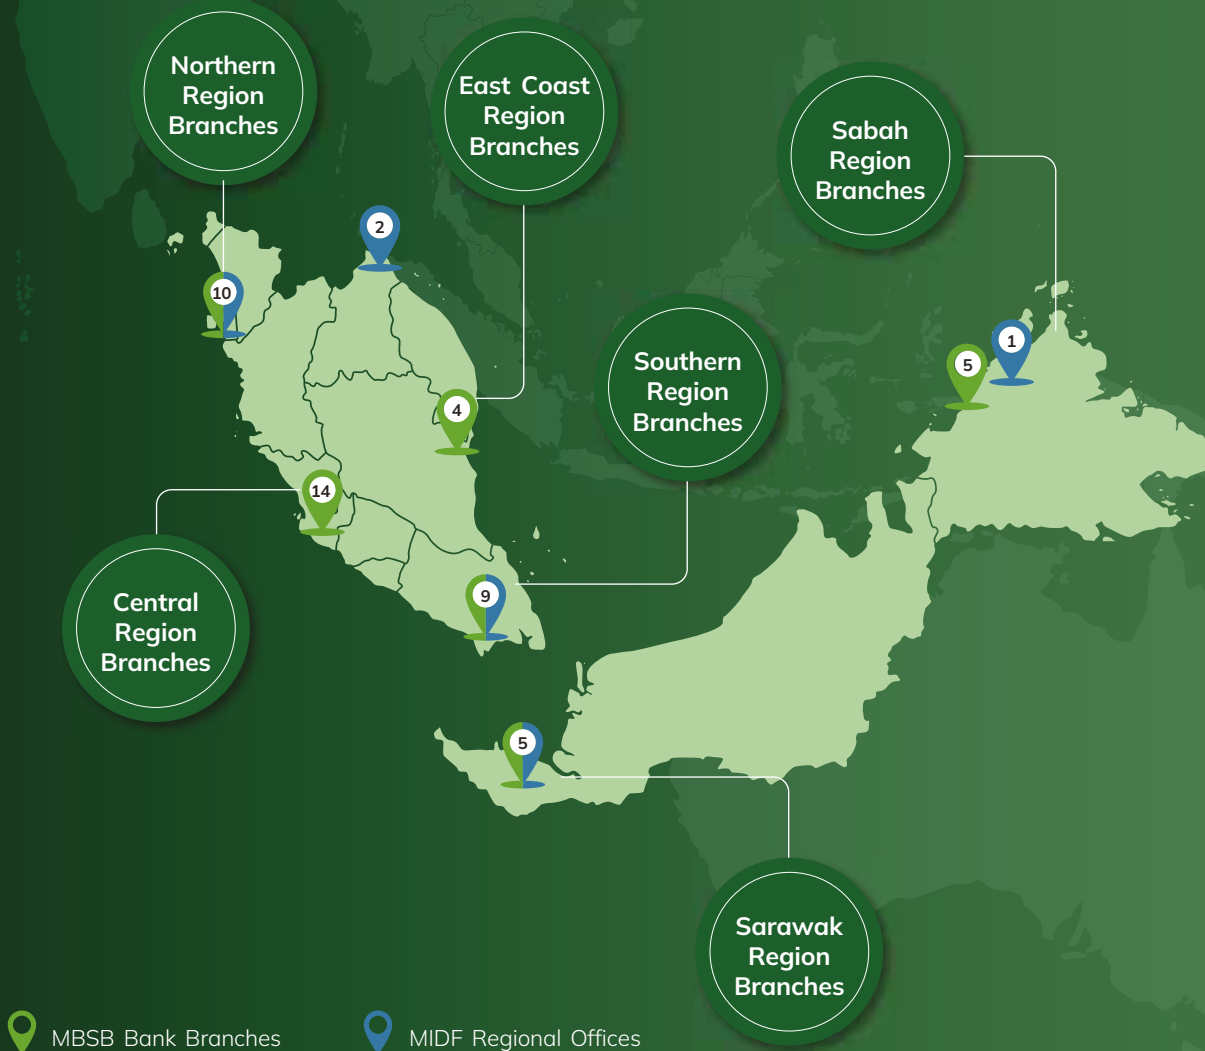 Northern
Region
Branches
East Coast
Region
Branches
Sabah
Region
Branches
2
10
Southern
Region
Branches
1
5
4
14
Central
Region
Branches
9
5
Sarawak
Region
Branches
MBSB Bank Branches
MIDF Regional Offices